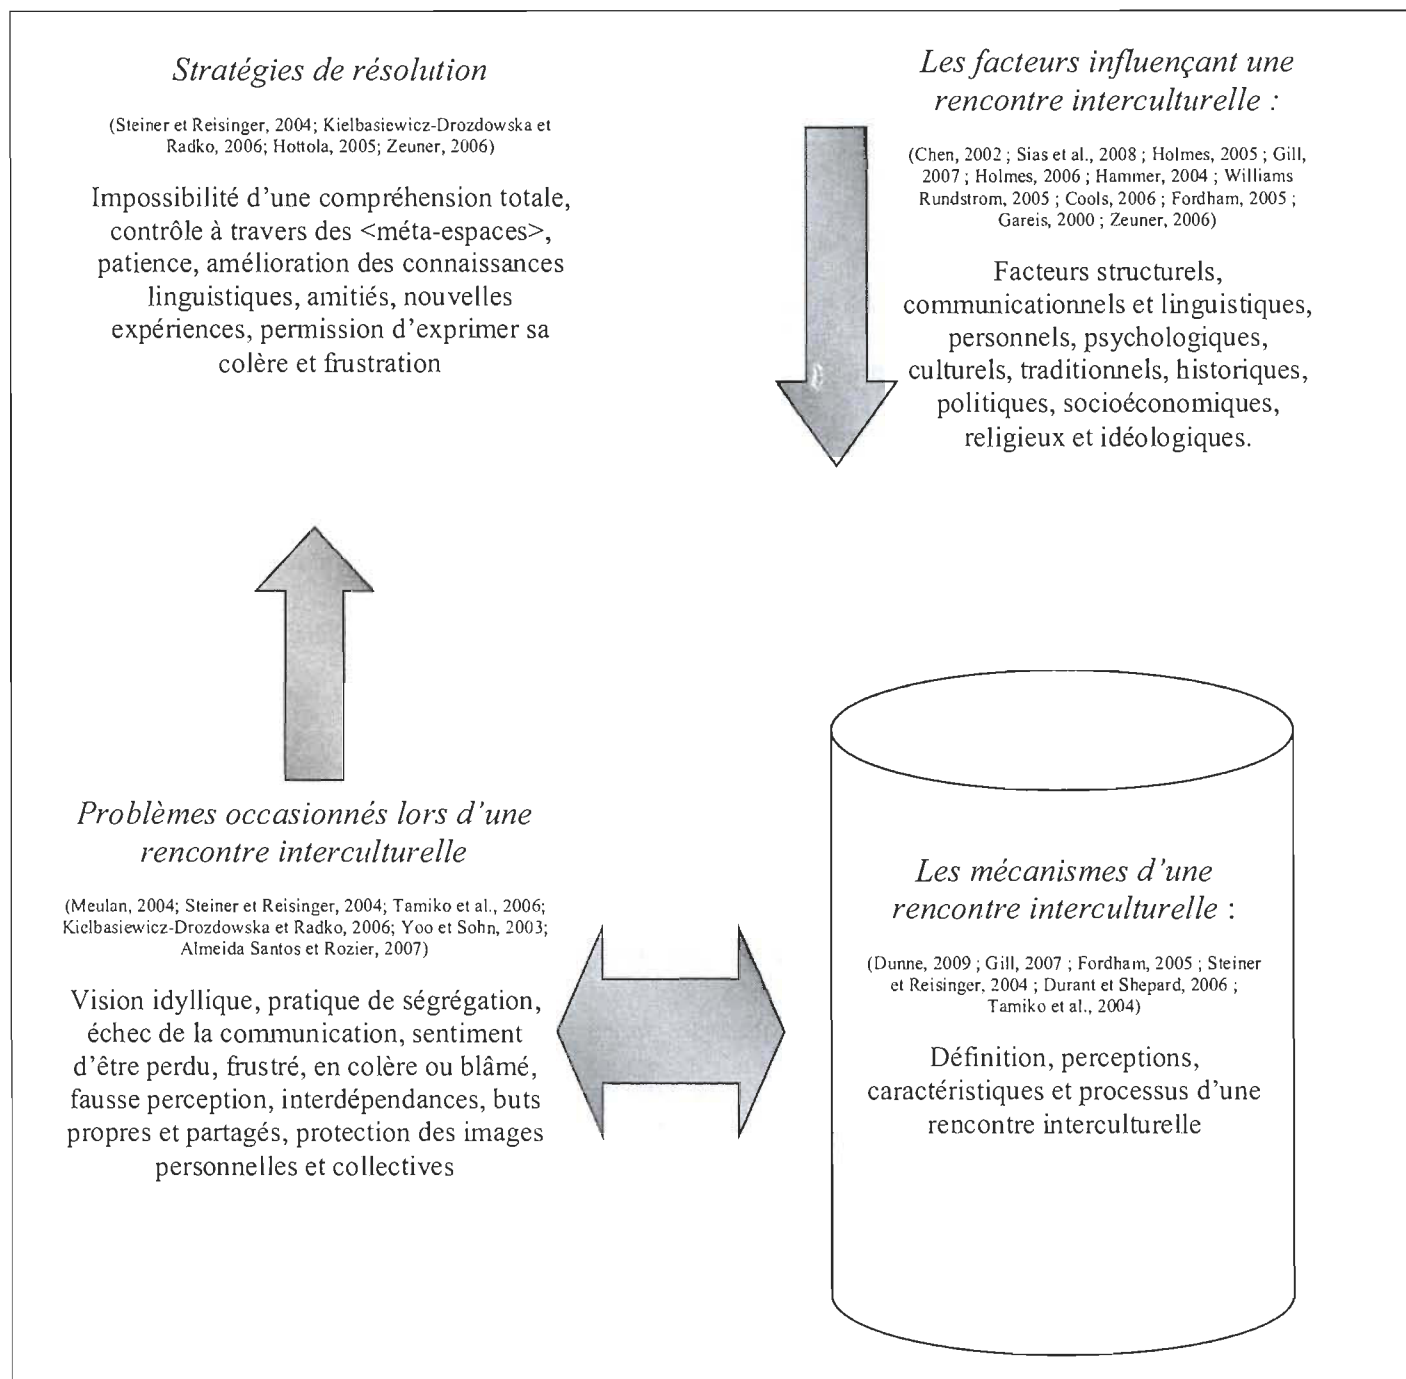 Stratégies de résolution
(Steiner et Reisinger, 2004; Kielbasiewicz-Drozdowska et
Radko, 2006; Hottola, 2005; Zeuner, 2006)
Impossibilité d'une compréhension totale,
contrôle à travers des <méta-espaces>,
patience, amélioration des connaissances
linguistiques, amitiés, nouvelles
expériences, permission d'exprimer sa
colère et frustration
Les facteurs influençant une
rencontre interculturelle :
(Chen, 2002 ; Sias et al., 2008 ; Holmes, 2005 ; Gill,
2007 ; Holmes, 2006 ; Hammer, 2004 ; Williams
Rundstrom, 2005 ; Cools, 2006 ; Fordham, 2005 ;
Gareis, 2000 ; Zeuner, 2006)
Facteurs structurels,
communicationnels et linguistiques,
personnels, psychologiques,
culturels, traditionnels, historiques,
politiques, socioéconomiques,
religieux et idéologiques.
Problèmes occasionnés lors d'une
rencontre interculturelle
(Meulan, 2004; Steiner et Reisinger, 2004; Tamiko et al., 2006;
Kielbasiewicz-Drozdowska et Radko, 2006; Yoo et Sohn, 2003;
Almeida Santos et Rozier, 2007)
Vision idyllique, pratique de ségrégation,
échec de la communication, sentiment
d'être perdu, frustré, en colère ou blâmé,
fausse perception, interdépendances, buts
propres et partagés, protection des images
personnelles et collectives
Les mécanismes d'une
rencontre interculturelle :
(Dunne, 2009 ; Gill, 2007 ; Fordham, 2005 ; Steiner
et Reisinger, 2004 ; Durant et Shepard, 2006 ;
Tamiko et al., 2004)
Définition, perceptions,
caractéristiques et processus d'une
rencontre interculturelle